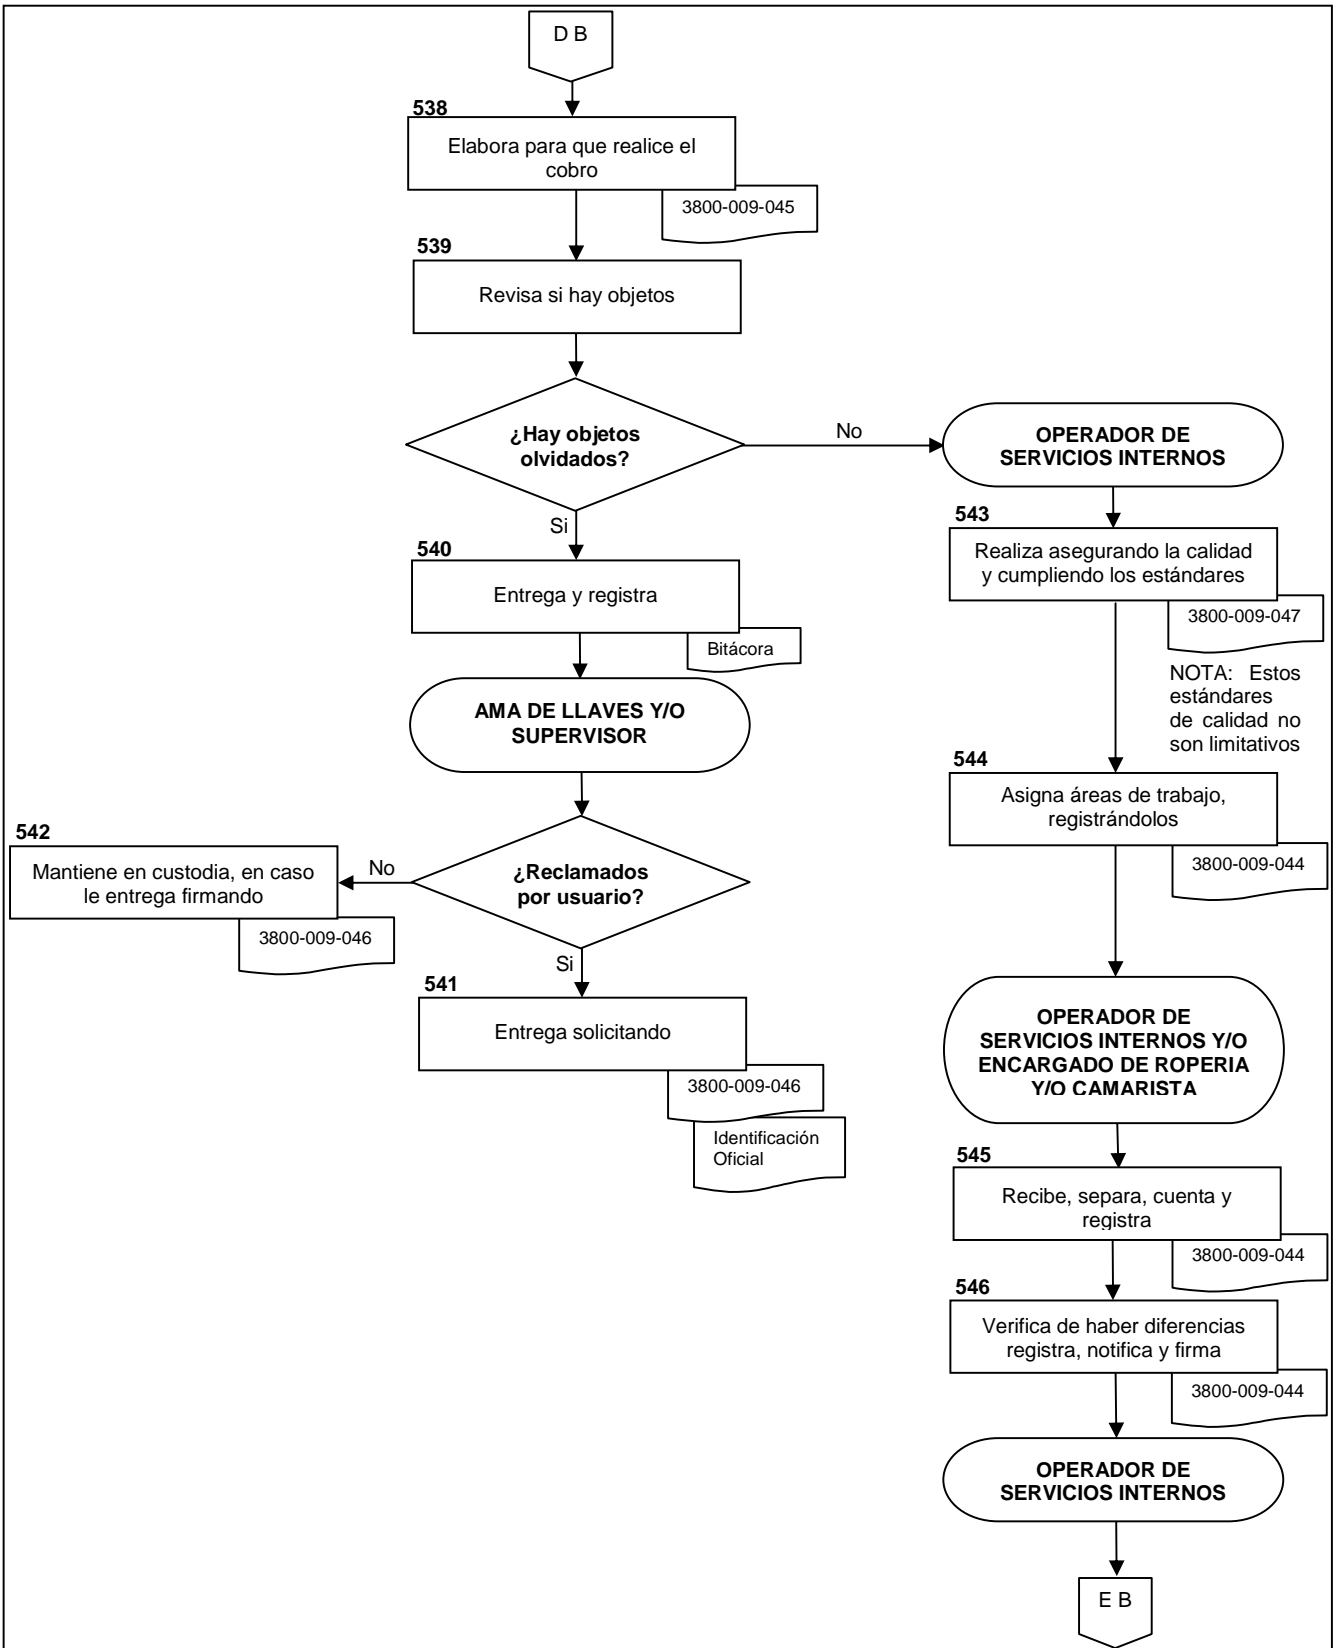 D B
538
Elabora para que realice el
cobro
3800-009-045
539
Revisa si hay objetos
¿Hay objetos
olvidados?
No
Si
540
Entrega y registra
Bitácora
AMA DE LLAVES Y/O
SUPERVISOR
¿Reclamados
por usuario?
No
542
Mantiene en custodia, en caso
le entrega firmando
3800-009-046
Si
541
Entrega solicitando
3800-009-046
Identificación
Oficial
OPERADOR DE
SERVICIOS INTERNOS
543
Realiza asegurando la calidad
y cumpliendo los estándares
3800-009-047
NOTA: Estos
estándares
de calidad no
son limitativos
544
Asigna áreas de trabajo,
registrándolos
3800-009-044
OPERADOR DE
SERVICIOS INTERNOS Y/O
ENCARGADO DE ROPERIA
Y/O CAMARISTA
545
Recibe, separa, cuenta y
registra
3800-009-044
546
Verifica de haber diferencias
registra, notifica y firma
3800-009-044
OPERADOR DE
SERVICIOS INTERNOS
E B